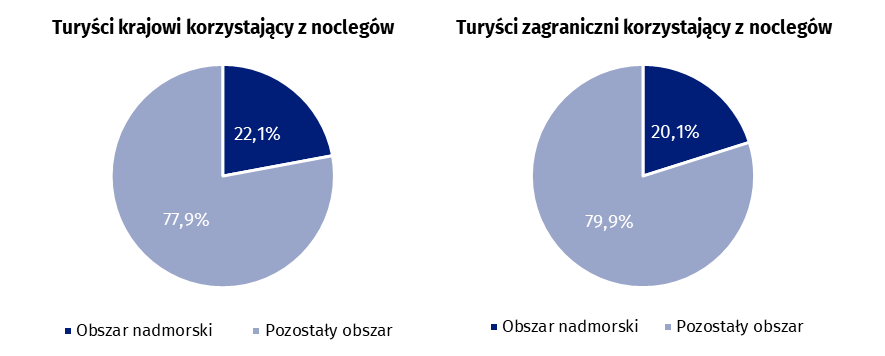 Turyści krajowi korzystający z noclegów
22,1%
77,9%
Obszar nadmorski
Pozostały obszar
Turyści zagraniczni korzystający z noclegów
20,1%
79,9%
Obszar nadmorski
Pozostały obszar